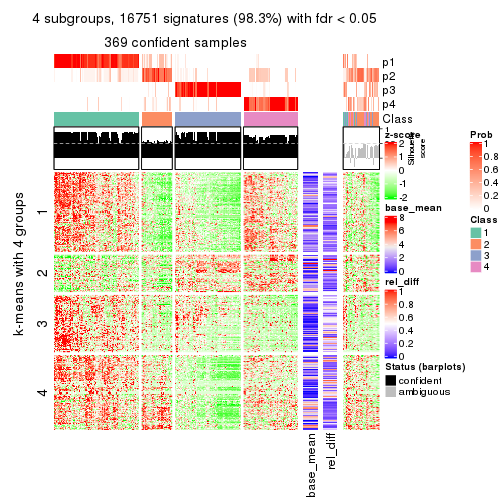 4 subgroups, 16751 signatures (98.3%) with fdr < 0.05
369 confident samples
p1
p2
p3
p4
Class
1
Silhouette
score
z-score
2
1
0
-1
-2
Prob
1
0.8
0.6
0.4
0.2
0
base_mean
8
6
4
2
0
Class
1
2
3
4
rel_diff
1
0.8
0.6
0.4
0.2
0
Status (barplots)
confident
ambiguous
k-means with 4 groups
1
2
3
4
base_mean
rel_diff